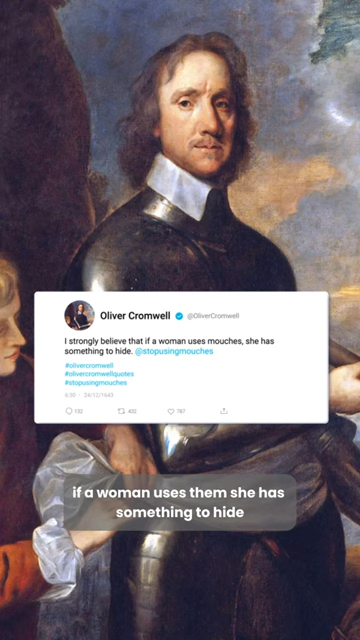 Oliver Cromwell @OliverCromwell
I strongly believe that if a woman uses mouches, she has
something to hide. @stopusingmouches
#olivercromwell
#olivercromwellquotes
#stopusingmouches
6:30 · 24/12/1643
132 432 787
if a woman uses them she has
something to hide